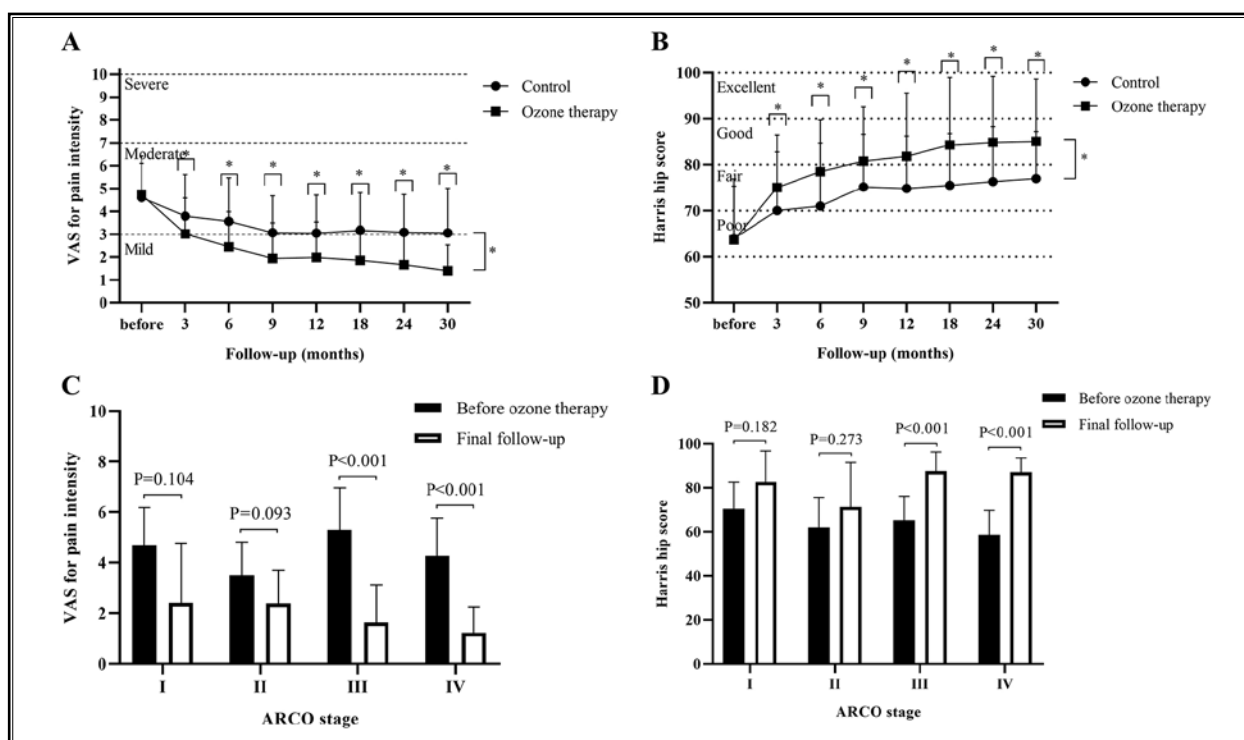 A
VAS for pain intensity
10
9
8
7
6
5
4
3
2
1
0
Severe
Moderate
Mild
* * * * * * *
*
Control
Ozone therapy
before 3 6 9 12 18 24 30
Follow-up (months)
B
Harris hip score
100
90
80
70
60
50
Excellent
Good
Fair
Poor
* * * * * * *
*
Control
Ozone therapy
before 3 6 9 12 18 24 30
Follow-up (months)
C
VAS for pain intensity
10
8
6
4
2
0
Before ozone therapy
Final follow-up
P=0.104
P=0.093
P<0.001
P<0.001
I II III IV
ARCO stage
D
Harris hip score
100
80
60
40
20
0
Before ozone therapy
Final follow-up
P=0.182
P=0.273
P<0.001
P<0.001
I II III IV
ARCO stage